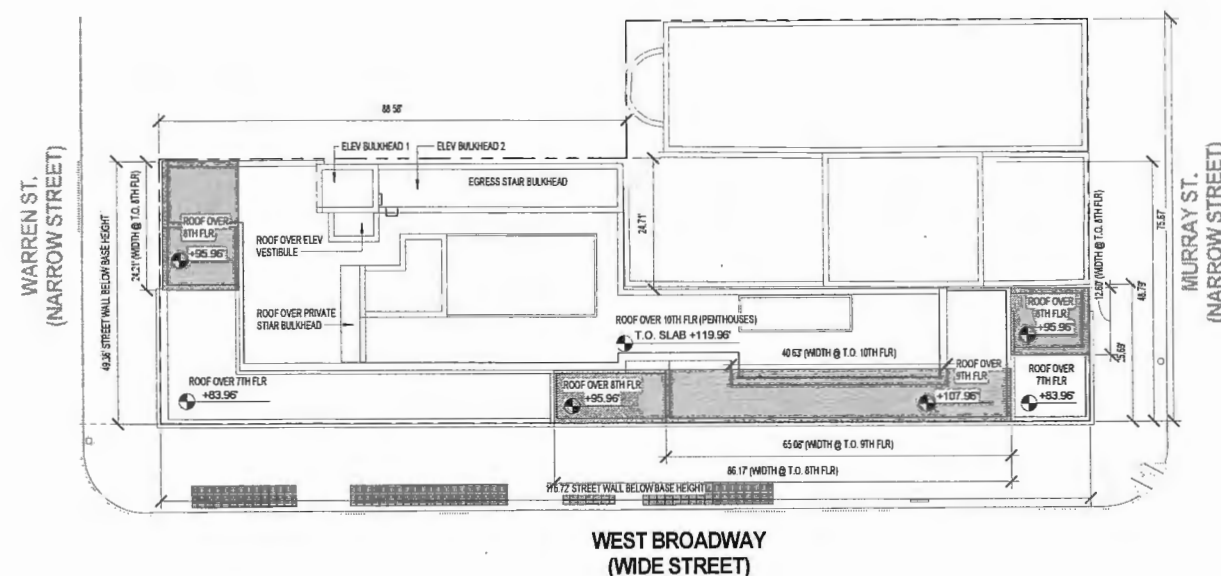 88.58'
ELEV BULKHEAD 1
ELEV BULKHEAD 2
EGRESS STAIR BULKHEAD
WARREN ST.
(NARROW STREET)
49.36' STREET WALL BELOW BASE HEIGHT
24.21' (WIDTH @ T.O. 8TH FLR)
ROOF OVER
8TH FLR
+95.96'
ROOF OVER ELEV
VESTIBULE
24.71'
ROOF OVER PRIVATE
STIAR BULKHEAD
ROOF OVER 10TH FLR (PENTHOUSES)
T.O. SLAB +119.96'
40.63' (WIDTH @ T.O. 10TH FLR)
ROOF OVER 7TH FLR
+83.96'
ROOF OVER 8TH FLR
+95.96'
ROOF OVER
9TH FLR
+107.96'
ROOF OVER
8TH FLR
+95.96'
ROOF OVER
7TH FLR
+83.96'
12.60' (WIDTH @ T.O. 8TH FLR)
48.79'
75.67'
MURRAY ST.
(NARROW STREET)
65.06' (WIDTH @ T.O. 9TH FLR)
86.17' (WIDTH @ T.O. 8TH FLR)
STREET WALL BELOW BASE HEIGHT
WEST BROADWAY
(WIDE STREET)